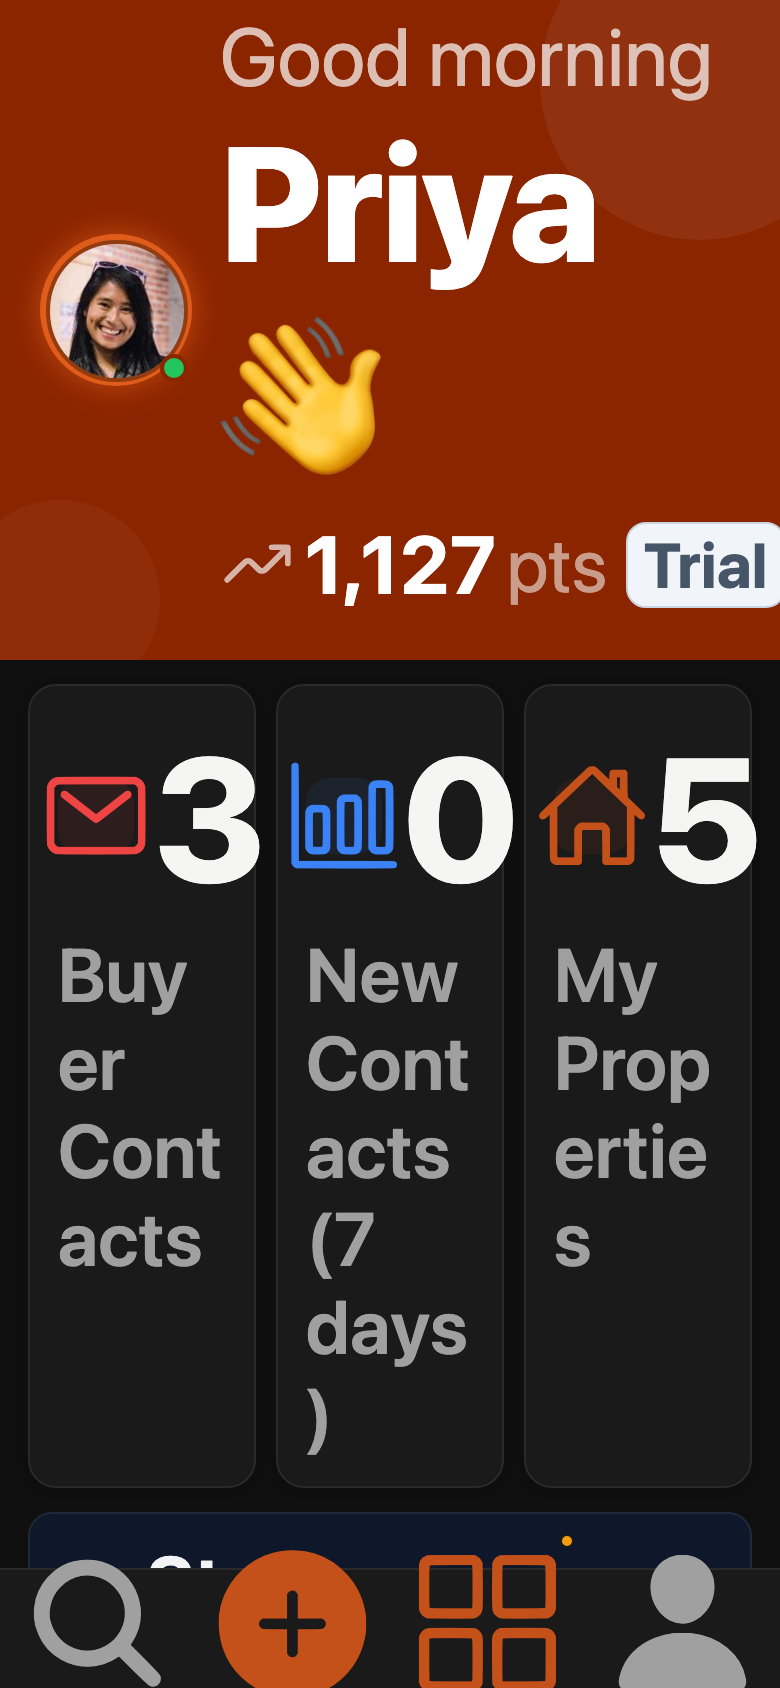 Good morning
Priya
👋
1,127 pts Trial
3
Buy
er
Cont
acts
0
New
Cont
acts
(7
days
)
5
My
Prop
ertie
s